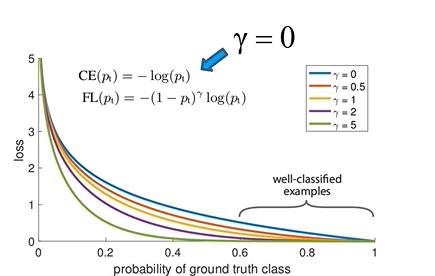 γ = 0
CE(pt) = − log(pt)
FL(pt) = −(1 − pt)^γ log(pt)
γ = 0
γ = 0.5
γ = 1
γ = 2
γ = 5
well-classified
examples
5
4
3
2
1
0
loss
0
0.2
0.4
0.6
0.8
1
probability of ground truth class